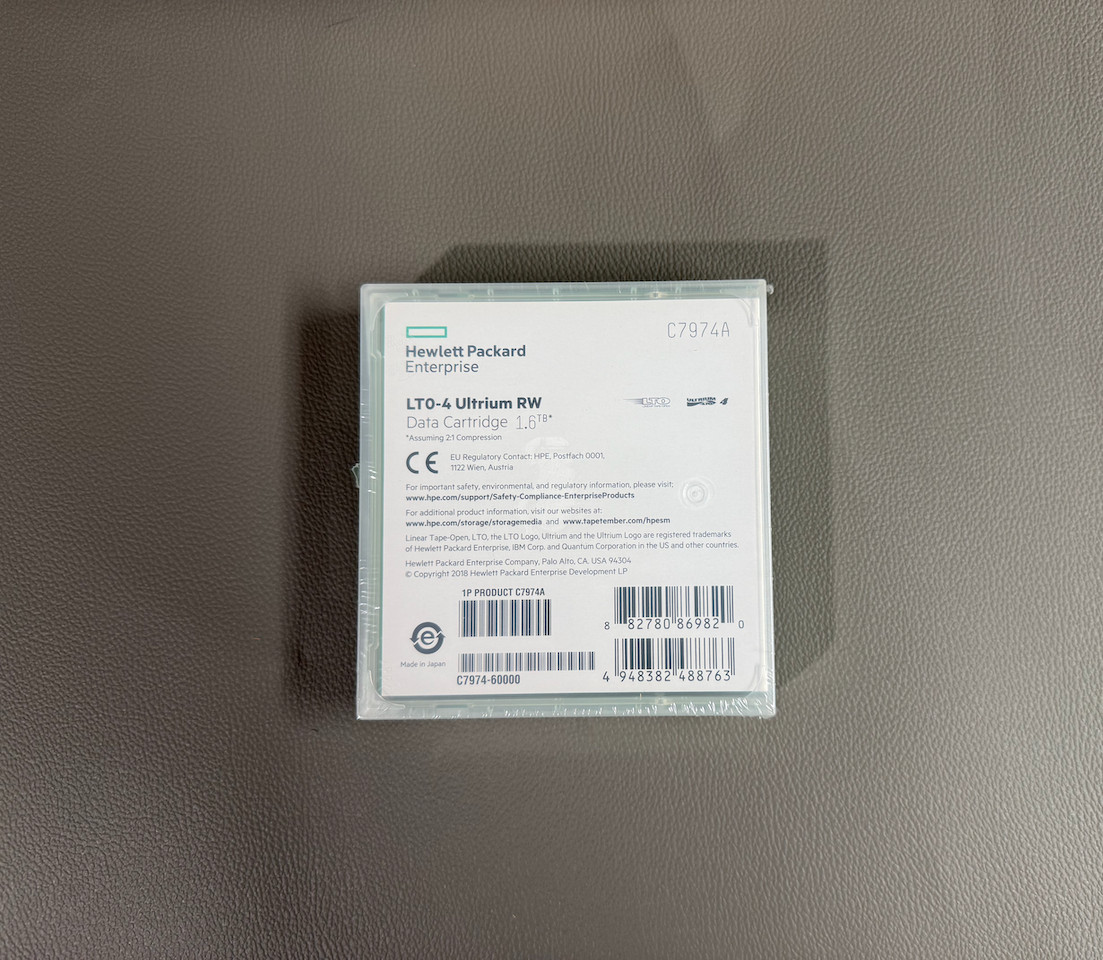 C7974A
Hewlett Packard
Enterprise
LTO-4 Ultrium RW
Data Cartridge 1.6TB*
*Assuming 2:1 Compression
LTO
ULTRIUM 4
CE EU Regulatory Contact: HPE, Postfach 0001,
1122 Wien, Austria
For important safety, environmental, and regulatory information, please visit:
www.hpe.com/support/Safety-Compliance-EnterpriseProducts
For additional product information, visit our websites at:
www.hpe.com/storage/storagemedia and www.tapetember.com/hpesm
Linear Tape-Open, LTO, the LTO Logo, Ultrium and the Ultrium Logo are registered trademarks
of Hewlett Packard Enterprise, IBM Corp. and Quantum Corporation in the US and other countries.
Hewlett Packard Enterprise Company, Palo Alto, CA. USA 94304
© Copyright 2018 Hewlett Packard Enterprise Development LP
1P PRODUCT C7974A
8 82780 86982 0
e
Made in Japan
C7974-60000
4 948382 488763